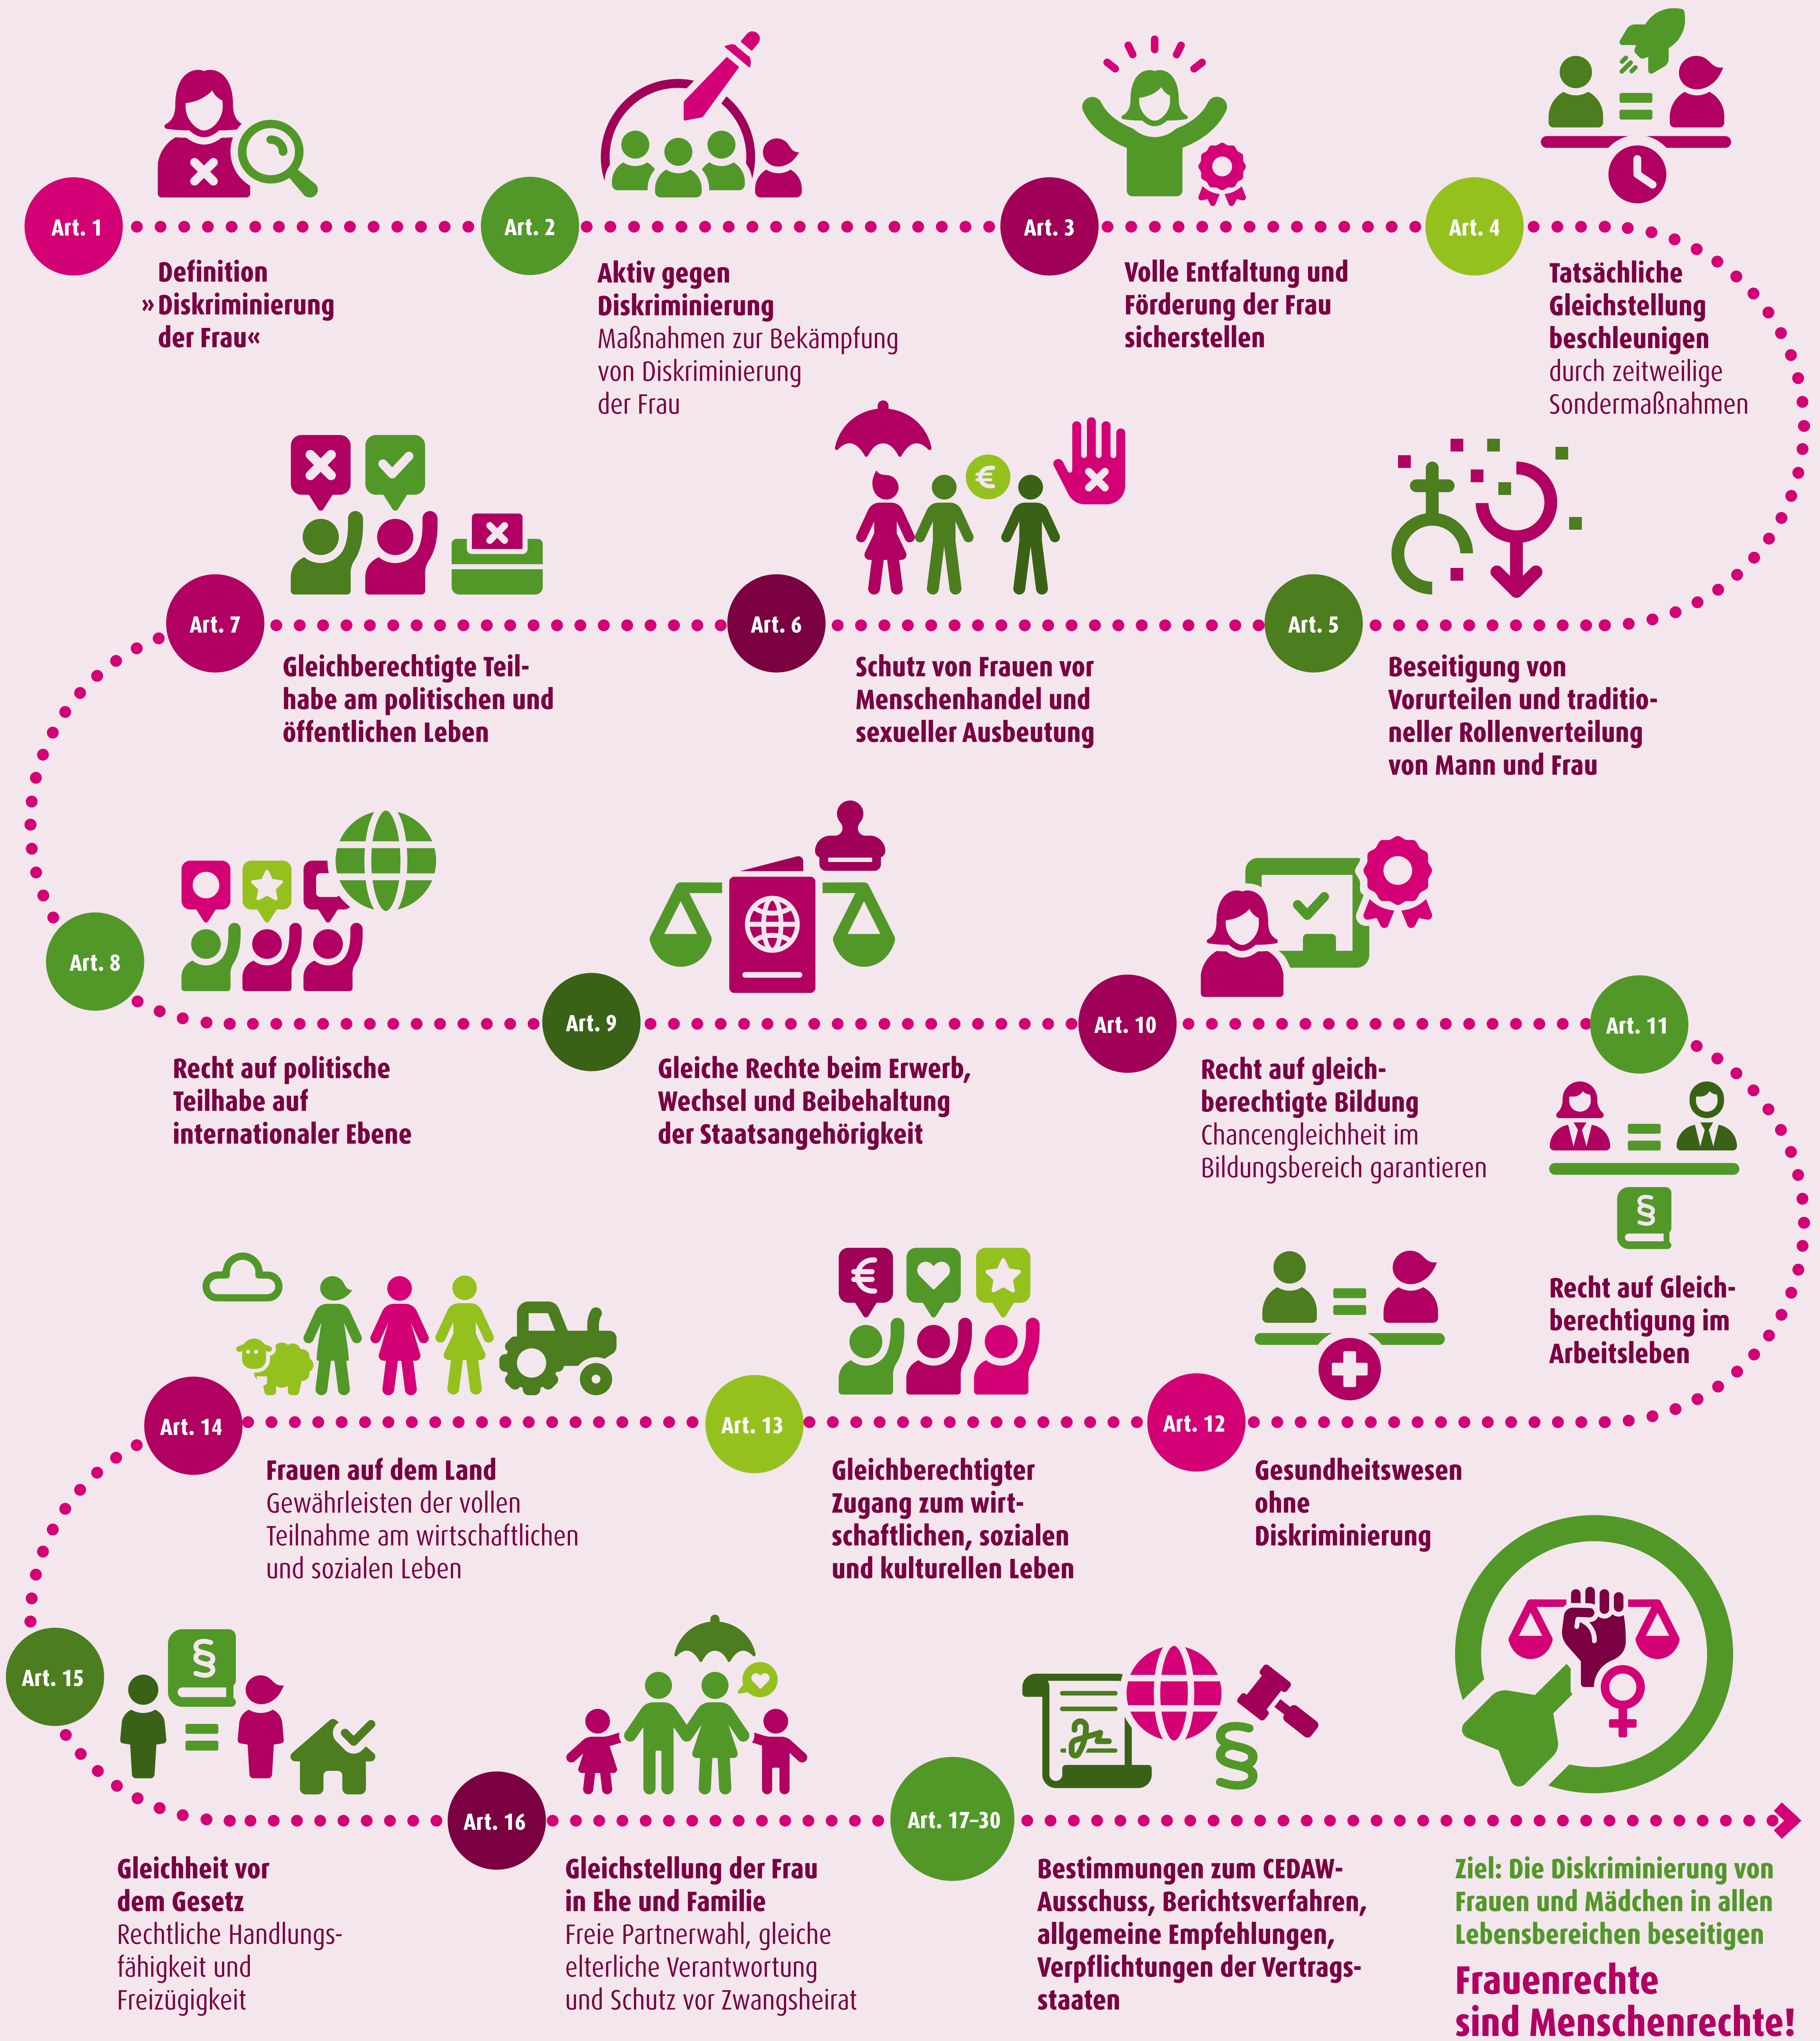 Art. 1
Definition
»Diskriminierung
der Frau«
Art. 2
Aktiv gegen
Diskriminierung
Maßnahmen zur Bekämpfung
von Diskriminierung
der Frau
Art. 3
Volle Entfaltung und
Förderung der Frau
sicherstellen
Art. 4
Tatsächliche
Gleichstellung
beschleunigen
durch zeitweilige
Sondermaßnahmen
€
Art. 5
Beseitigung von
Vorurteilen und traditio-
neller Rollenverteilung
von Mann und Frau
Art. 6
Schutz von Frauen vor
Menschenhandel und
sexueller Ausbeutung
Art. 7
Gleichberechtigte Teil-
habe am politischen und
öffentlichen Leben
Art. 8
Recht auf politische
Teilhabe auf
internationaler Ebene
Art. 9
Gleiche Rechte beim Erwerb,
Wechsel und Beibehaltung
der Staatsangehörigkeit
Art. 10
Recht auf gleich-
berechtigte Bildung
Chancengleichheit im
Bildungsbereich garantieren
Art. 11
§
Recht auf Gleich-
berechtigung im
Arbeitsleben
Art. 12
Gesundheitswesen
ohne
Diskriminierung
€
Art. 13
Gleichberechtigter
Zugang zum wirt-
schaftlichen, sozialen
und kulturellen Leben
Art. 14
Frauen auf dem Land
Gewährleisten der vollen
Teilnahme am wirtschaftlichen
und sozialen Leben
Art. 15
§
Gleichheit vor
dem Gesetz
Rechtliche Handlungs-
fähigkeit und
Freizügigkeit
Art. 16
Gleichstellung der Frau
in Ehe und Familie
Freie Partnerwahl, gleiche
elterliche Verantwortung
und Schutz vor Zwangsheirat
Art. 17–30
§
Bestimmungen zum CEDAW-
Ausschuss, Berichtsverfahren,
allgemeine Empfehlungen,
Verpflichtungen der Vertrags-
staaten
Ziel: Die Diskriminierung von
Frauen und Mädchen in allen
Lebensbereichen beseitigen
Frauenrechte
sind Menschenrechte!